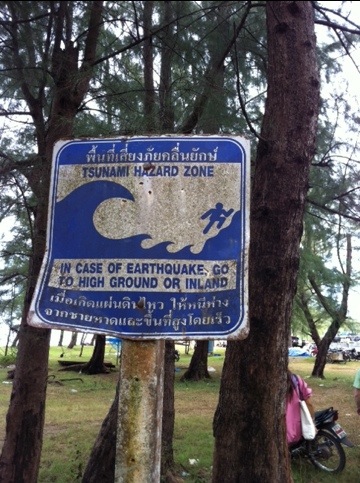 พื้นที่เสี่ยงภัยคลื่นยักษ์
TSUNAMI HAZARD ZONE
IN CASE OF EARTHQUAKE, GO
TO HIGH GROUND OR INLAND
เมื่อเกิดแผ่นดินไหว ให้หนีห่าง
จากชายหาดและขึ้นที่สูงโดยเร็ว